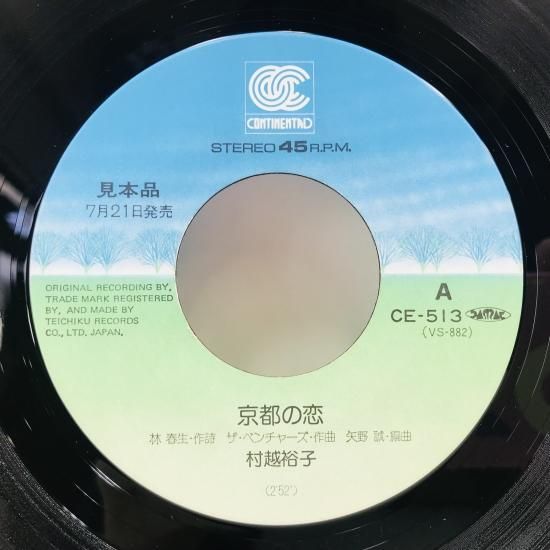 CONTINENTAL
STEREO 45 R.P.M.
見本品
7月21日発売
ORIGINAL RECORDING BY,
TRADE MARK REGISTERED
BY, AND MADE BY
TEICHIKU RECORDS
CO., LTD. JAPAN.
A
CE-513
(VS-882)
京都の恋
林 春生・作詩 ザ・ベンチャーズ・作曲 矢野 誠・編曲
村越裕子
(2'52")